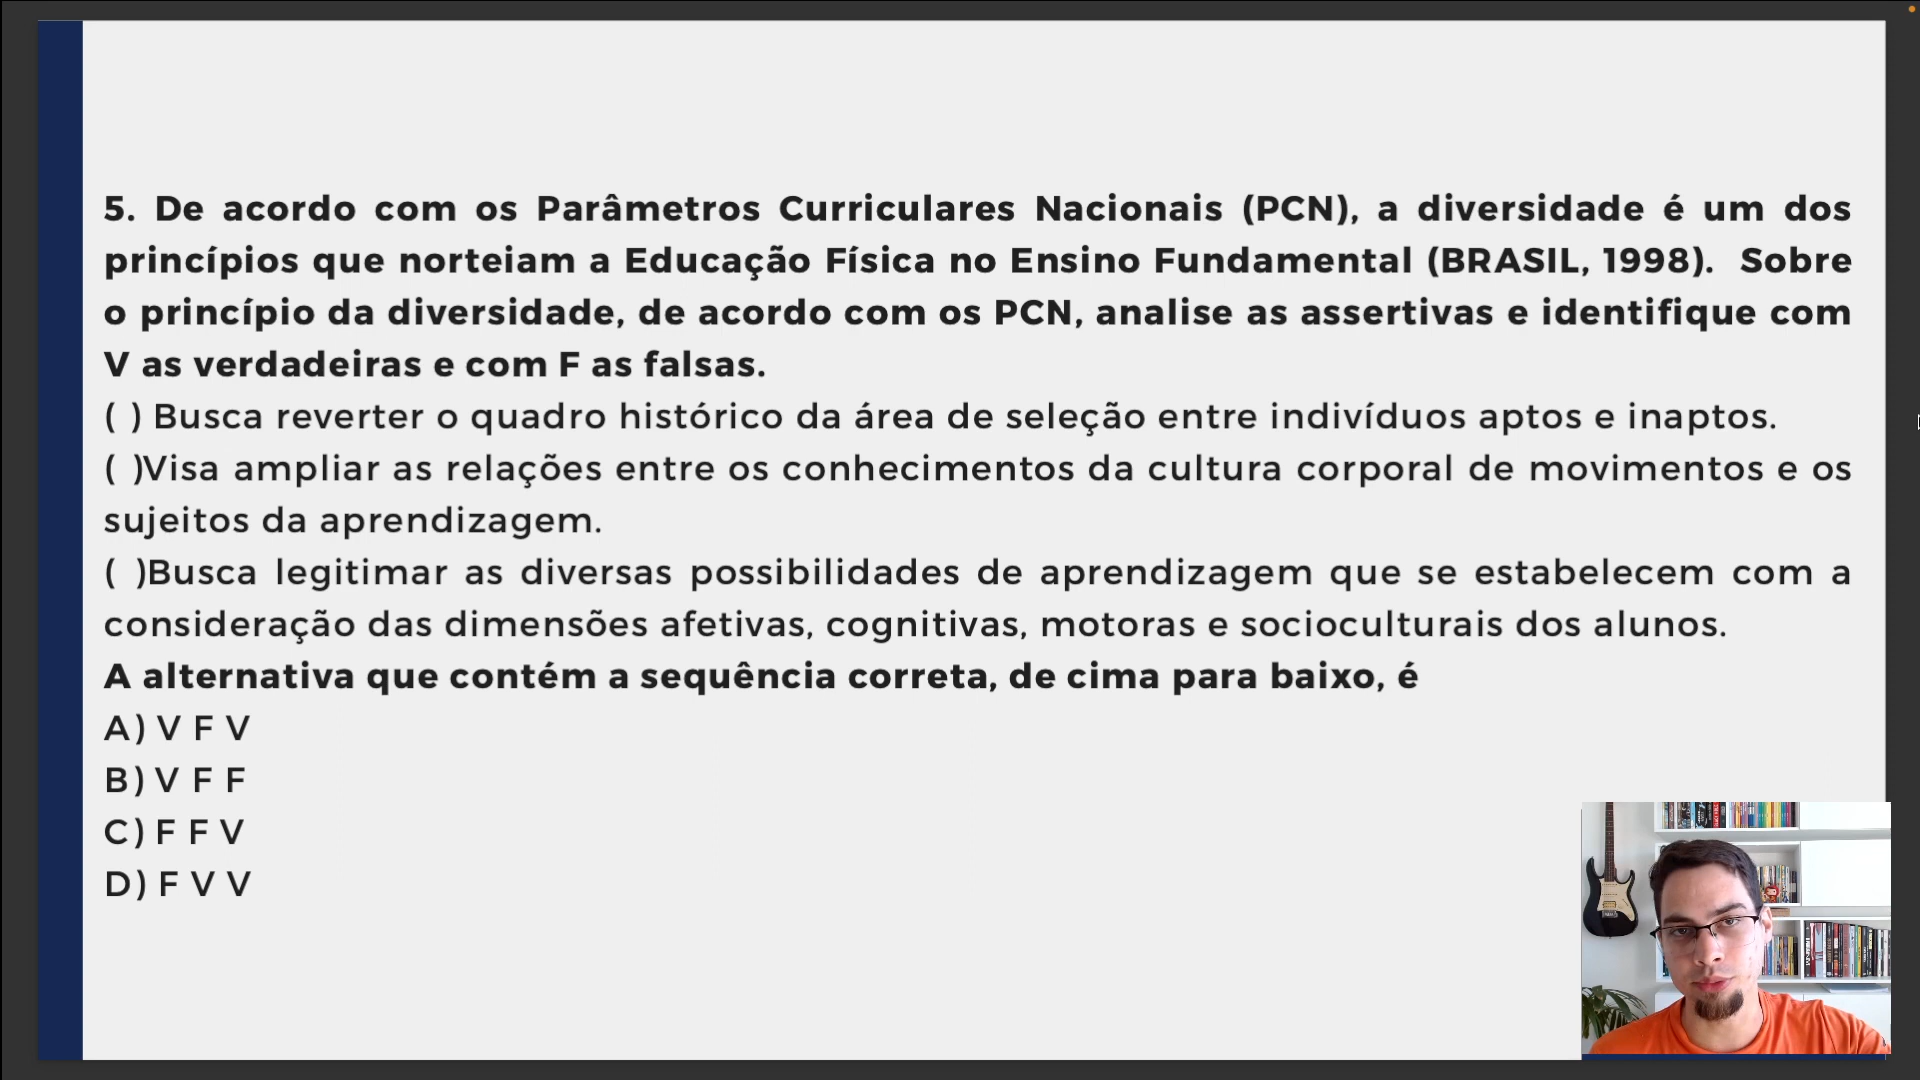 5. De acordo com os Parâmetros Curriculares Nacionais (PCN), a diversidade é um dos
princípios que norteiam a Educação Física no Ensino Fundamental (BRASIL, 1998). Sobre
o princípio da diversidade, de acordo com os PCN, analise as assertivas e identifique com
V as verdadeiras e com F as falsas.
( ) Busca reverter o quadro histórico da área de seleção entre indivíduos aptos e inaptos.
( )Visa ampliar as relações entre os conhecimentos da cultura corporal de movimentos e os
sujeitos da aprendizagem.
( )Busca legitimar as diversas possibilidades de aprendizagem que se estabelecem com a
consideração das dimensões afetivas, cognitivas, motoras e socioculturais dos alunos.
A alternativa que contém a sequência correta, de cima para baixo, é
A) V F V
B) V F F
C) F F V
D) F V V